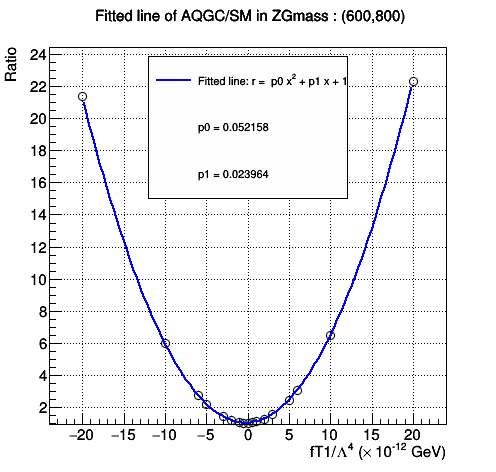 Fitted line of AQGC/SM in ZGmass : (600,800)
Ratio
24
22
20
18
16
14
12
10
8
6
4
2
Fitted line: r = p0 x² + p1 x + 1
p0 = 0.052158
p1 = 0.023964
−20 −15 −10 −5 0 5 10 15 20
fT1/Λ⁴ (× 10⁻¹² GeV)